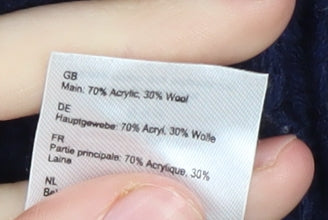 GB
Main: 70% Acrylic, 30% Wool
DE
Hauptgewebe: 70% Acryl, 30% Wolle
FR
Partie principale: 70% Acrylique, 30%
Laine
NL